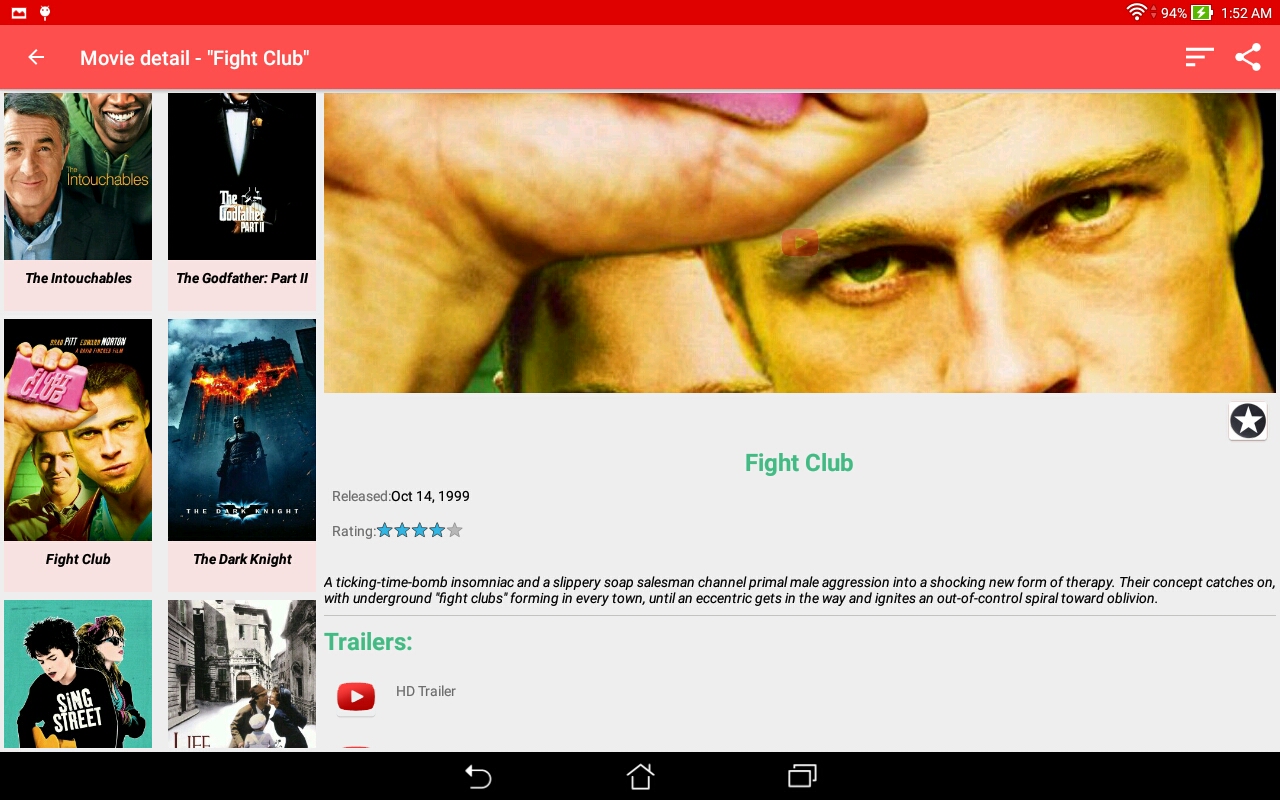 94% 1:52 AM
Movie detail - "Fight Club"
The
Intouchables
The Intouchables
The
Godfather
PART II
The Godfather: Part II
BRAD PITT EDWARD NORTON
A DAVID FINCHER FILM
FIGHT
CLUB
Fight Club
THE DARK KNIGHT
The Dark Knight
SING
STREET
LIFE
Fight Club
Released:Oct 14, 1999
Rating:
A ticking-time-bomb insomniac and a slippery soap salesman channel primal male aggression into a shocking new form of therapy. Their concept catches on,
with underground "fight clubs" forming in every town, until an eccentric gets in the way and ignites an out-of-control spiral toward oblivion.
Trailers:
HD Trailer